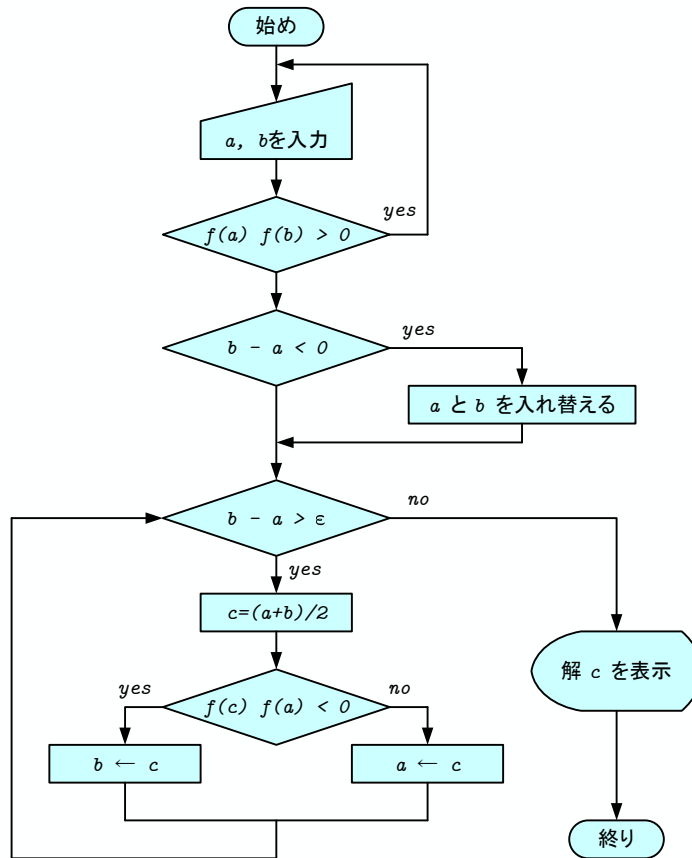 始め
a, bを入力
yes
f(a) f(b) > 0
yes
b - a < 0
a と b を入れ替える
no
b - a > ε
yes
c=(a+b)/2
解 c を表示
yes
no
f(c) f(a) < 0
b ← c
a ← c
終り